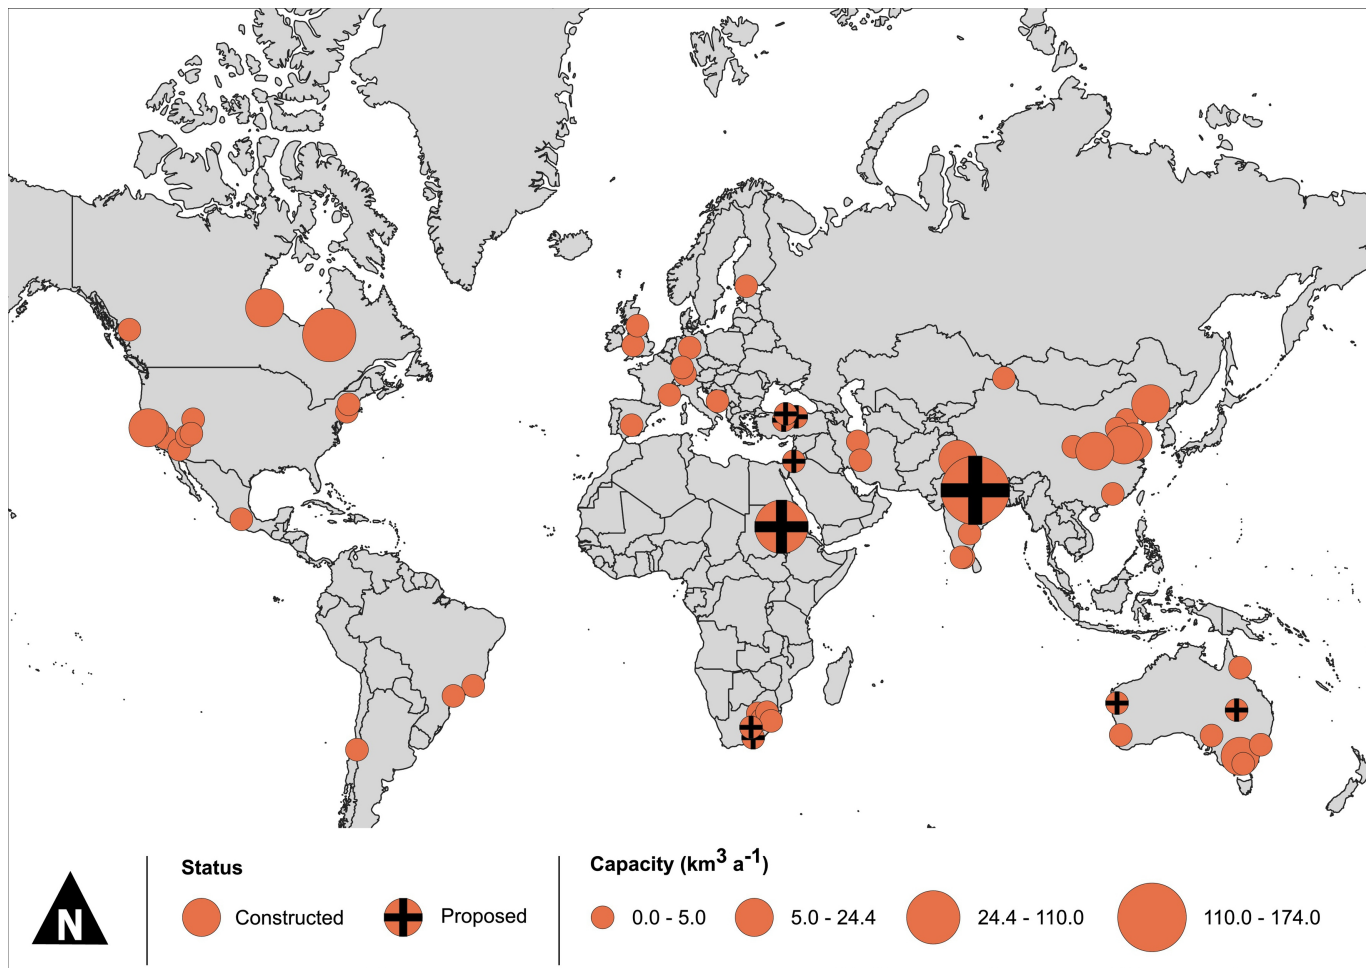 Status
Constructed
Proposed
Capacity (km³ a⁻¹)
0.0 - 5.0
5.0 - 24.4
24.4 - 110.0
110.0 - 174.0
N